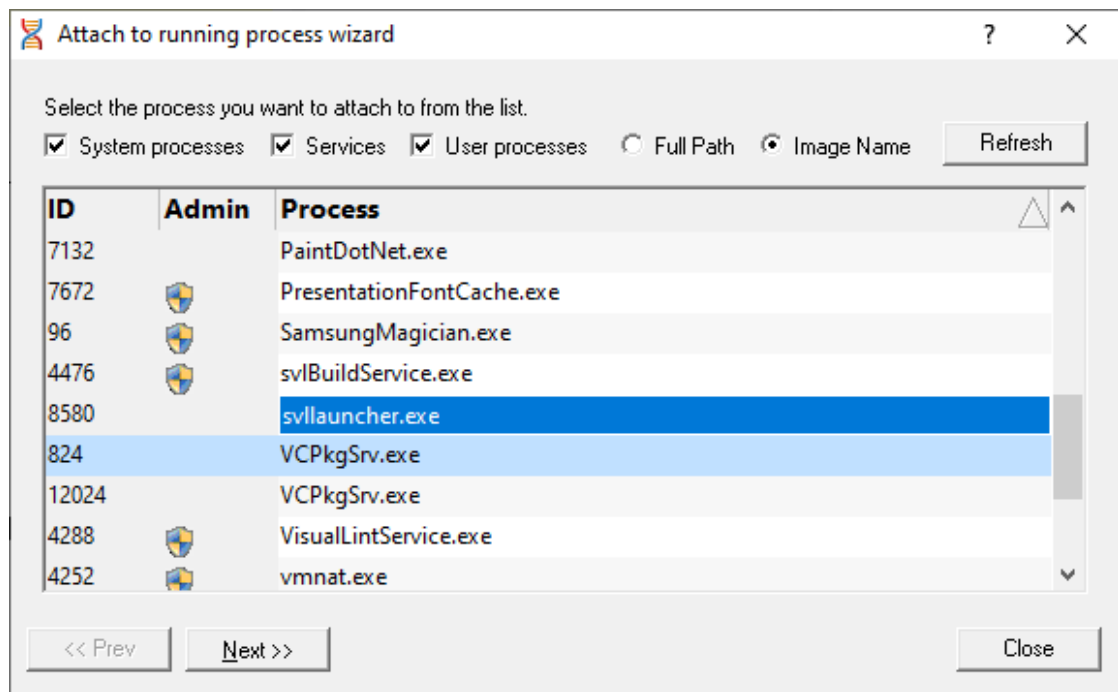 Attach to running process wizard ?
Select the process you want to attach to from the list.
System processes Services User processes Full Path Image Name Refresh
ID Admin Process
7132 PaintDotNet.exe
7672 PresentationFontCache.exe
96 SamsungMagician.exe
4476 svlBuildService.exe
8580 svllauncher.exe
824 VCPkgSrv.exe
12024 VCPkgSrv.exe
4288 VisualLintService.exe
4252 vmnat.exe
<< Prev Next >> Close